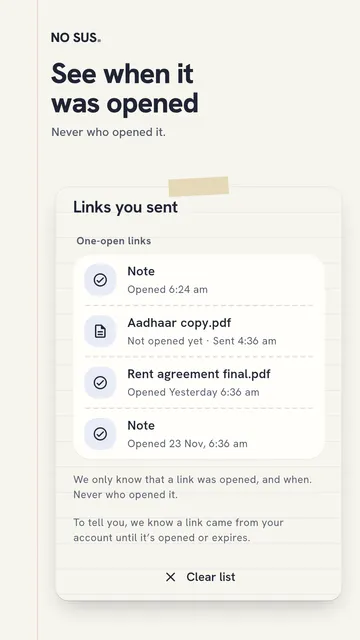 NO SUS.
See when it
was opened
Never who opened it.
Links you sent
One-open links
Note
Opened 6:24 am
Aadhaar copy.pdf
Not opened yet · Sent 4:36 am
Rent agreement final.pdf
Opened Yesterday 6:36 am
Note
Opened 23 Nov, 6:36 am
We only know that a link was opened, and when.
Never who opened it.
To tell you, we know a link came from your
account until it’s opened or expires.
Clear list